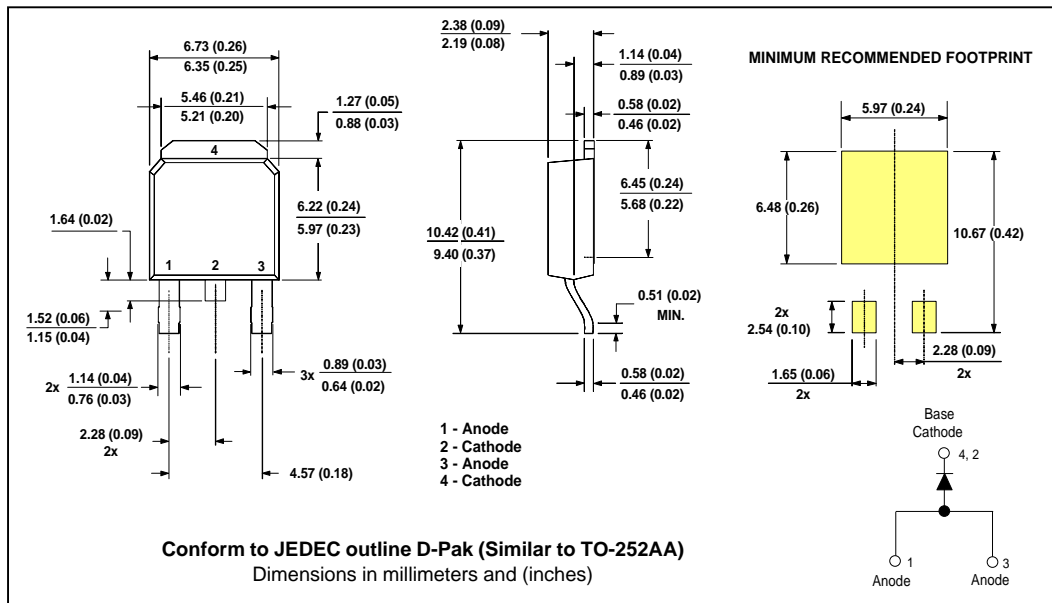 6.73 (0.26)
6.35 (0.25)
5.46 (0.21)
5.21 (0.20)
1.27 (0.05)
0.88 (0.03)
4
1.64 (0.02)
6.22 (0.24)
5.97 (0.23)
1 2 3
1.52 (0.06)
1.15 (0.04)
2x 1.14 (0.04)
0.76 (0.03)
3x 0.89 (0.03)
0.64 (0.02)
2.28 (0.09)
2x
4.57 (0.18)
2.38 (0.09)
2.19 (0.08)
1.14 (0.04)
0.89 (0.03)
0.58 (0.02)
0.46 (0.02)
6.45 (0.24)
5.68 (0.22)
10.42 (0.41)
9.40 (0.37)
0.51 (0.02)
MIN.
0.58 (0.02)
0.46 (0.02)
1 - Anode
2 - Cathode
3 - Anode
4 - Cathode
MINIMUM RECOMMENDED FOOTPRINT
5.97 (0.24)
6.48 (0.26)
10.67 (0.42)
2x
2.54 (0.10)
2.28 (0.09)
2x
1.65 (0.06)
2x
Base
Cathode
4, 2
1
Anode
3
Anode
Conform to JEDEC outline D-Pak (Similar to TO-252AA)
Dimensions in millimeters and (inches)